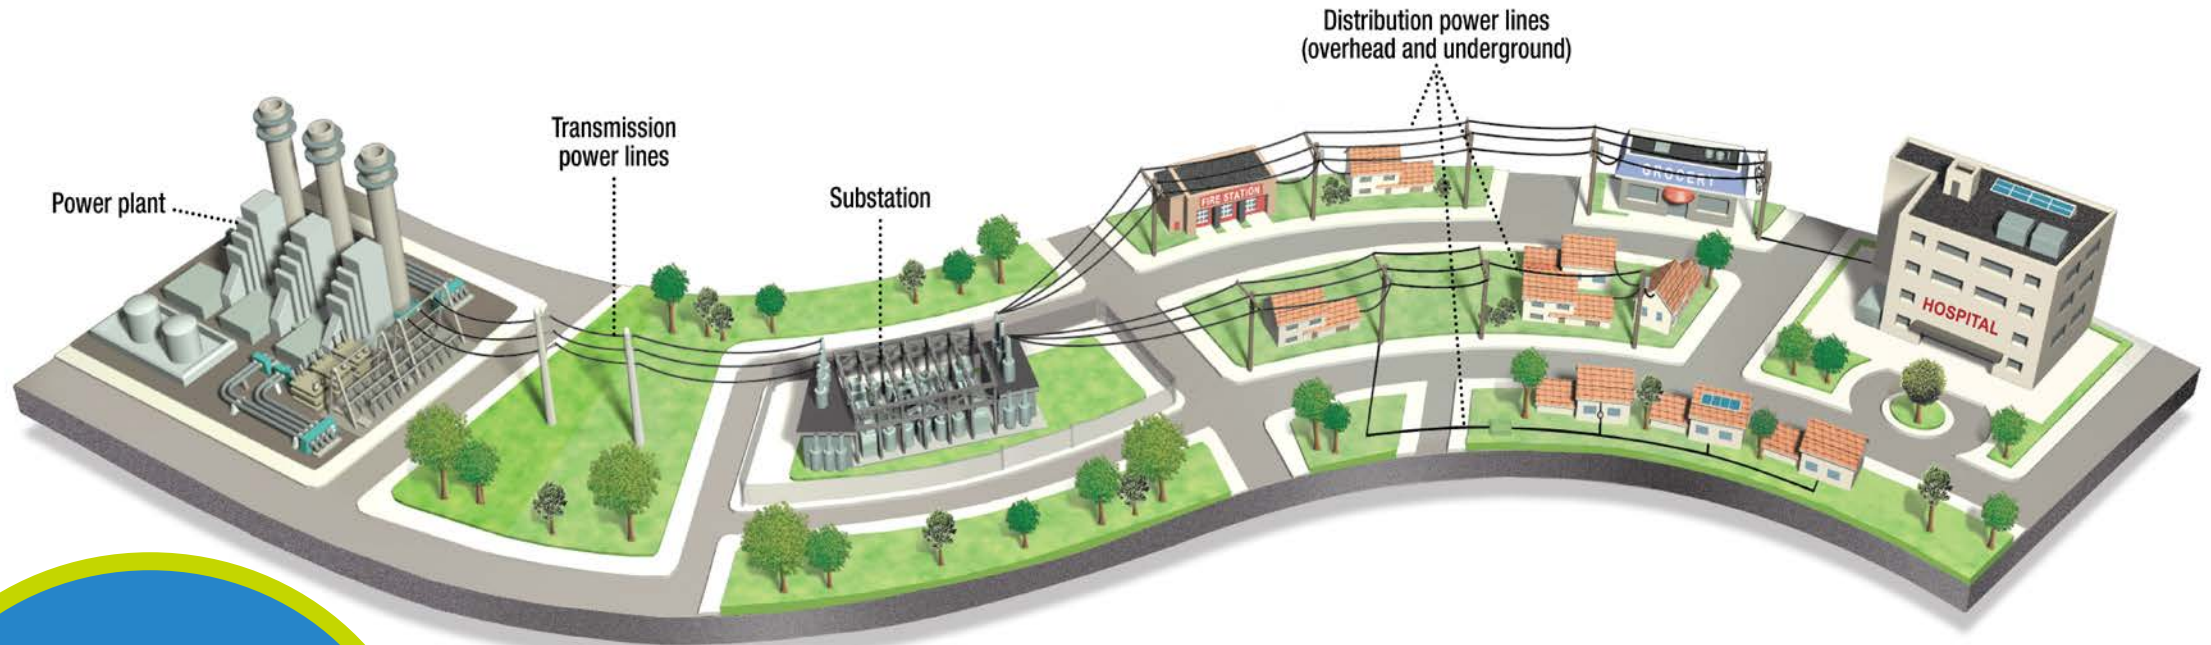 Distribution power lines
(overhead and underground)
Transmission
power lines
Power plant
Substation
FIRE STATION
GROCERY
HOSPITAL